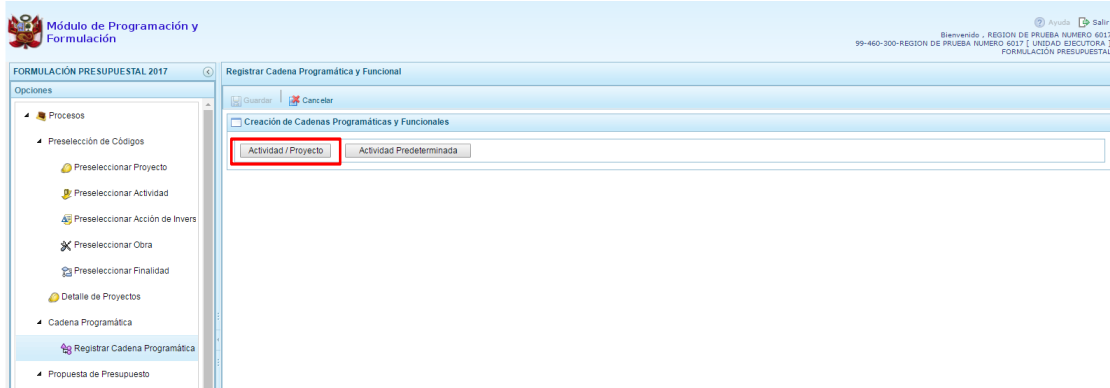 Módulo de Programación y
Formulación
Ayuda Salir
Bienvenido , REGION DE PRUEBA NUMERO 6017
99-460-300-REGION DE PRUEBA NUMERO 6017 [ UNIDAD EJECUTORA ]
FORMULACIÓN PRESUPUESTAL
FORMULACIÓN PRESUPUESTAL 2017
Opciones
Procesos
Preselección de Códigos
Preseleccionar Proyecto
Preseleccionar Actividad
Preseleccionar Acción de Invers
Preseleccionar Obra
Preseleccionar Finalidad
Detalle de Proyectos
Cadena Programática
Registrar Cadena Programática
Propuesta de Presupuesto
Registrar Cadena Programática y Funcional
Guardar Cancelar
Creación de Cadenas Programáticas y Funcionales
Actividad / Proyecto Actividad Predeterminada